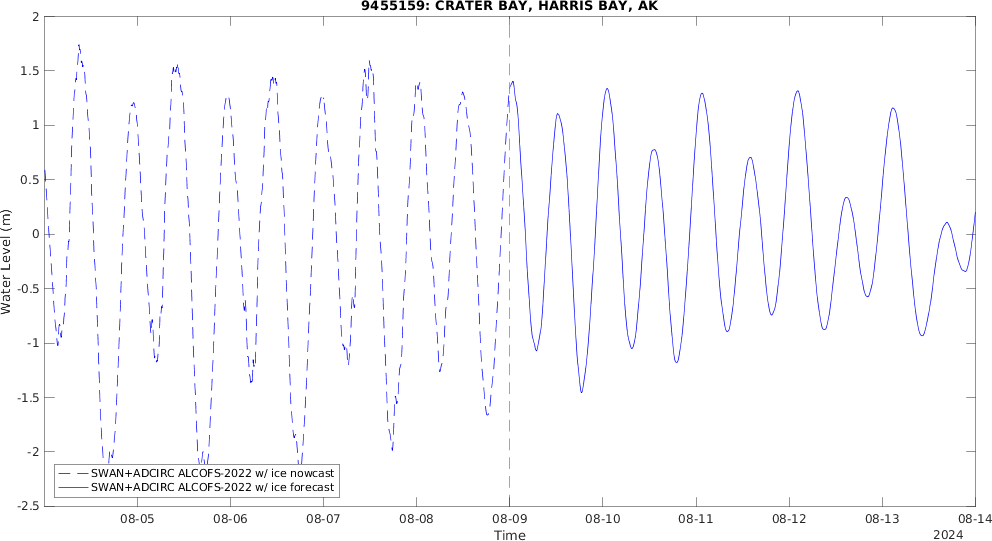 9455159: CRATER BAY, HARRIS BAY, AK
Water Level (m)
2
1.5
1
0.5
0
-0.5
-1
-1.5
-2
-2.5
SWAN+ADCIRC ALCOFS-2022 w/ ice nowcast
SWAN+ADCIRC ALCOFS-2022 w/ ice forecast
08-05 08-06 08-07 08-08 08-09 08-10 08-11 08-12 08-13 08-14
Time
2024